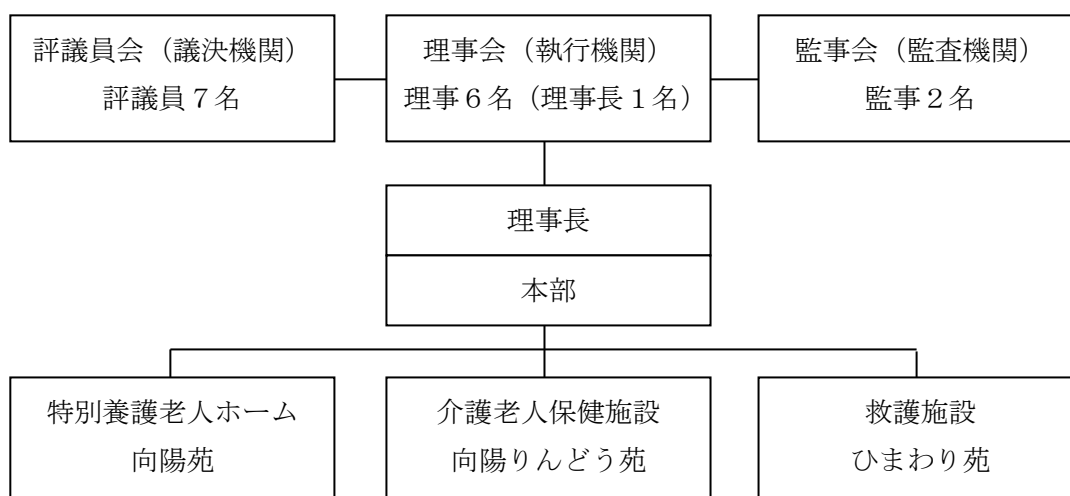 評議員会（議決機関）
評議員７名
理事会（執行機関）
理事６名（理事長１名）
監事会（監査機関）
監事２名
理事長
本部
特別養護老人ホーム
向陽苑
介護老人保健施設
向陽りんどう苑
救護施設
ひまわり苑